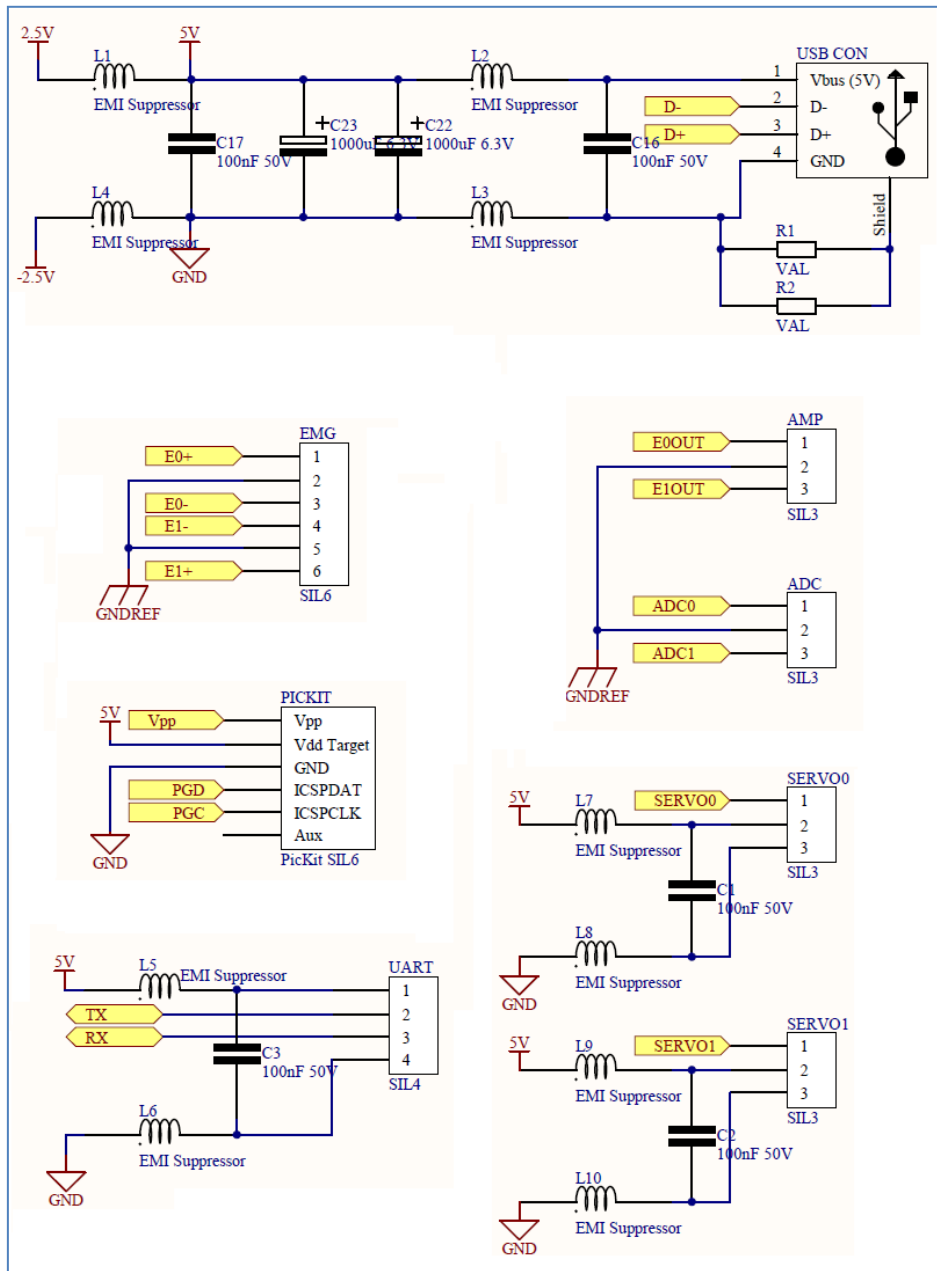 2.5V
5V
L1
EMI Suppressor
L2
EMI Suppressor
USB CON
1
Vbus (5V)
2
D-
3
D+
4
GND
Shield
D-
D+
C17
100nF 50V
C23
1000uF 6.3V
C22
1000uF 6.3V
C16
100nF 50V
L4
EMI Suppressor
L3
EMI Suppressor
-2.5V
GND
R1
VAL
R2
VAL
EMG
E0+
1
2
E0-
3
E1-
4
5
E1+
6
GNDREF
SIL6
AMP
E0OUT
1
2
E1OUT
3
SIL3
ADC
ADC0
1
2
ADC1
3
GNDREF
SIL3
PICKIT
5V
Vpp
Vpp
Vdd Target
GND
PGD
ICSPDAT
PGC
ICSPCLK
Aux
GND
PicKit SIL6
SERVO0
5V
L7
EMI Suppressor
SERVO0
1
2
3
SIL3
C1
100nF 50V
L8
EMI Suppressor
GND
5V
L5
EMI Suppressor
UART
1
TX
2
RX
3
4
SIL4
C3
100nF 50V
L6
EMI Suppressor
GND
SERVO1
5V
L9
EMI Suppressor
SERVO1
1
2
3
SIL3
C2
100nF 50V
L10
EMI Suppressor
GND